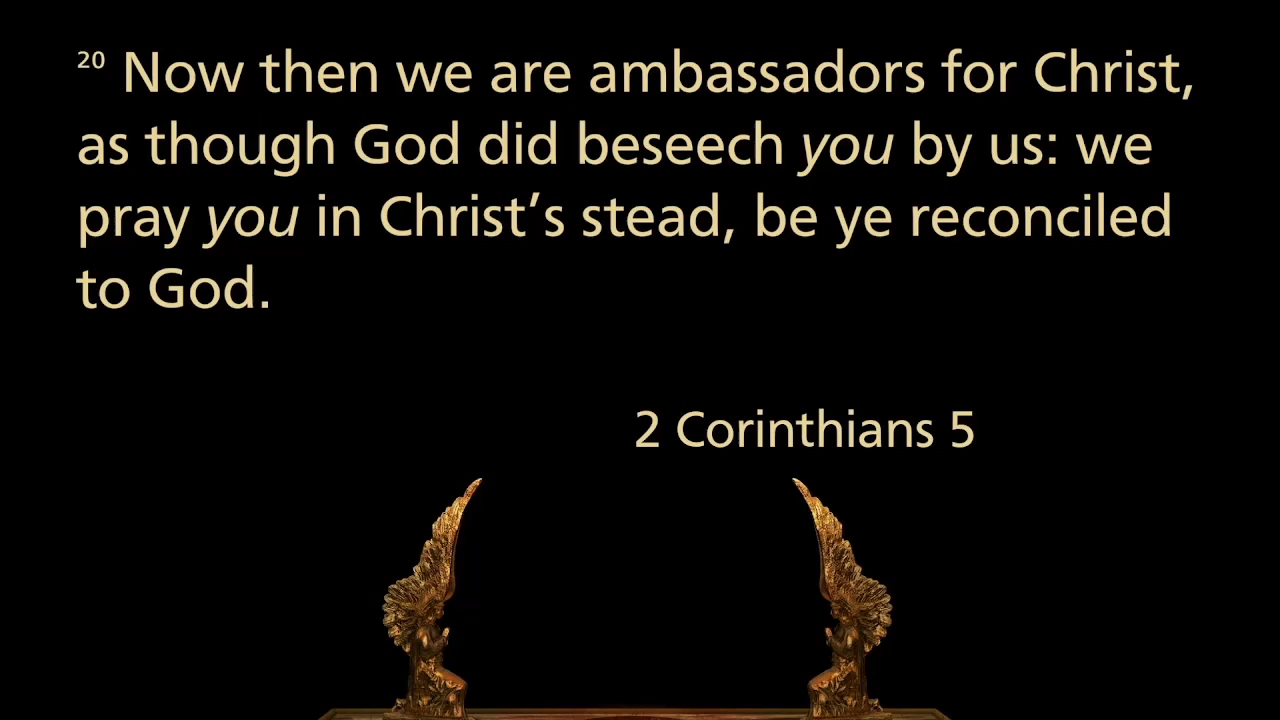 20 Now then we are ambassadors for Christ,
as though God did beseech you by us: we
pray you in Christ’s stead, be ye reconciled
to God.
2 Corinthians 5